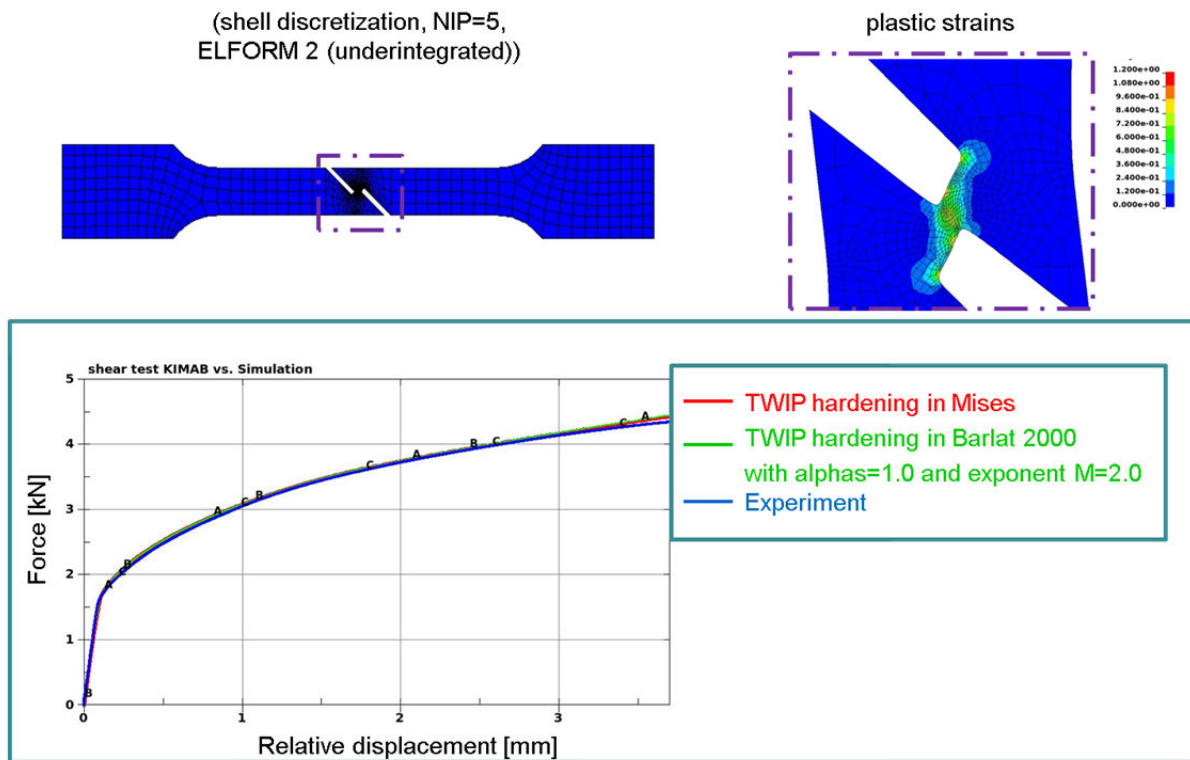 (shell discretization, NIP=5,
ELFORM 2 (underintegrated))
plastic strains
1.200e+00
1.080e+00
9.600e-01
8.400e-01
7.200e-01
6.000e-01
4.800e-01
3.600e-01
2.400e-01
1.200e-01
0.000e+00
shear test KIMAB vs. Simulation
Force [kN]
5
4
3
2
1
0
B
A
C
B
A
C
B
C
A
B
C
C
A
0
1
2
3
Relative displacement [mm]
TWIP hardening in Mises
TWIP hardening in Barlat 2000
with alphas=1.0 and exponent M=2.0
Experiment